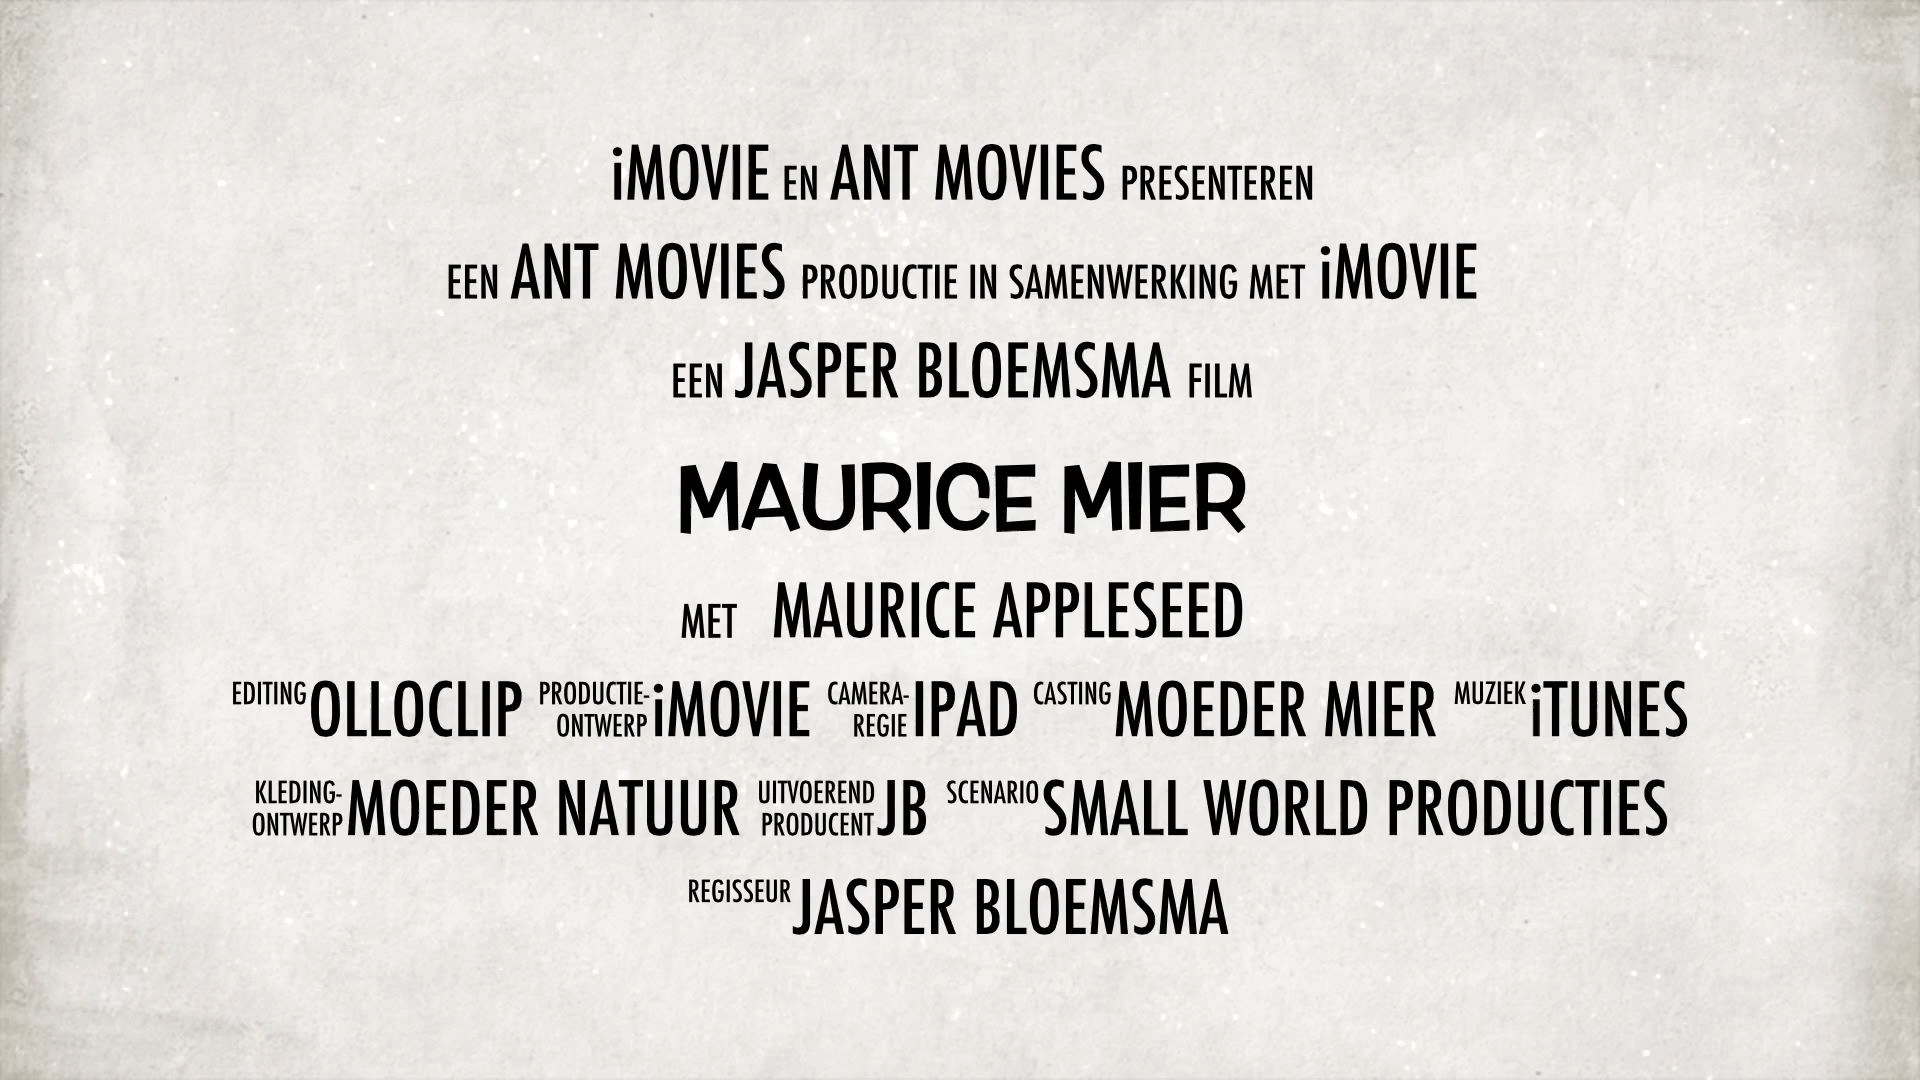 iMOVIE EN ANT MOVIES PRESENTEREN
EEN ANT MOVIES PRODUCTIE IN SAMENWERKING MET iMOVIE
EEN JASPER BLOEMSMA FILM
MAURICE MIER
MET MAURICE APPLESEED
EDITING OLLOCLIP PRODUCTIE-ONTWERP iMOVIE CAMERA-REGIE IPAD CASTING MOEDER MIER MUZIEK iTUNES
KLEDING-ONTWERP MOEDER NATUUR UITVOEREND PRODUCENT JB SCENARIO SMALL WORLD PRODUCTIES
REGISSEUR JASPER BLOEMSMA